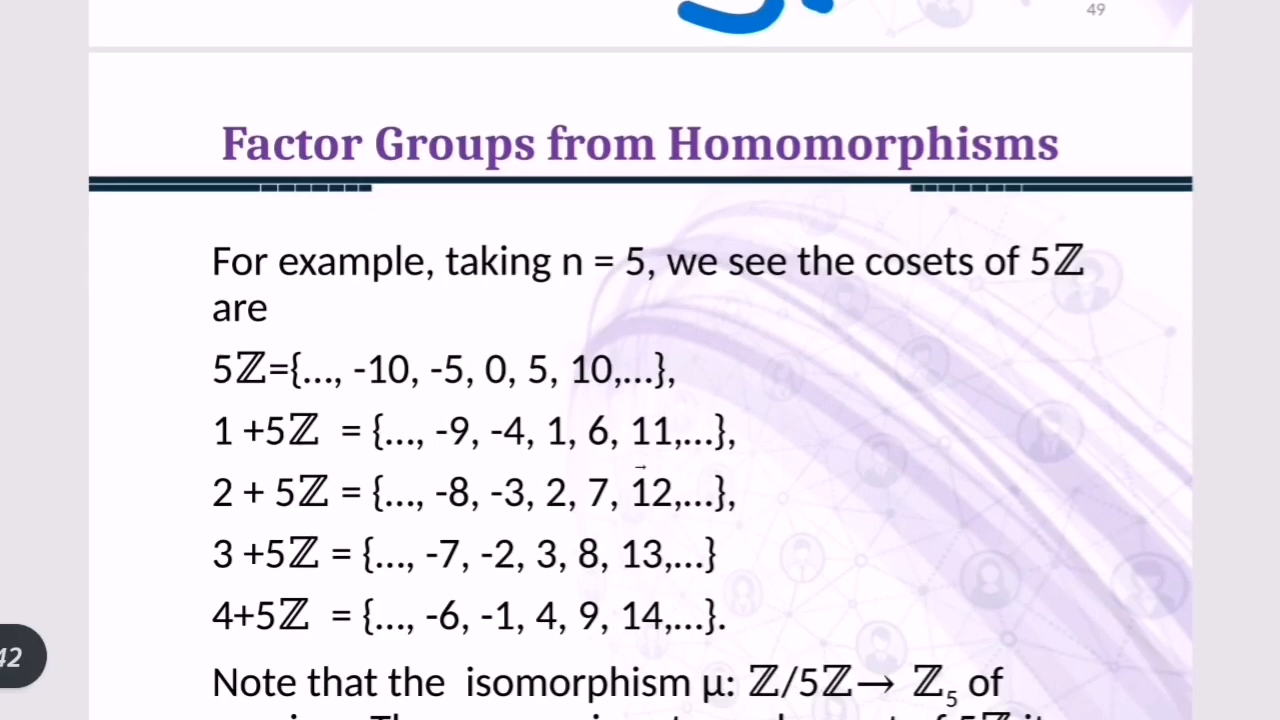 49
Factor Groups from Homomorphisms
For example, taking n = 5, we see the cosets of 5ℤ
are
5ℤ={…, -10, -5, 0, 5, 10,…},
1 +5ℤ = {…, -9, -4, 1, 6, 11,…},
2 + 5ℤ = {…, -8, -3, 2, 7, 12,…},
3 +5ℤ = {…, -7, -2, 3, 8, 13,…}
4+5ℤ = {…, -6, -1, 4, 9, 14,…}.
42
Note that the isomorphism μ: ℤ/5ℤ→ ℤ₅ of